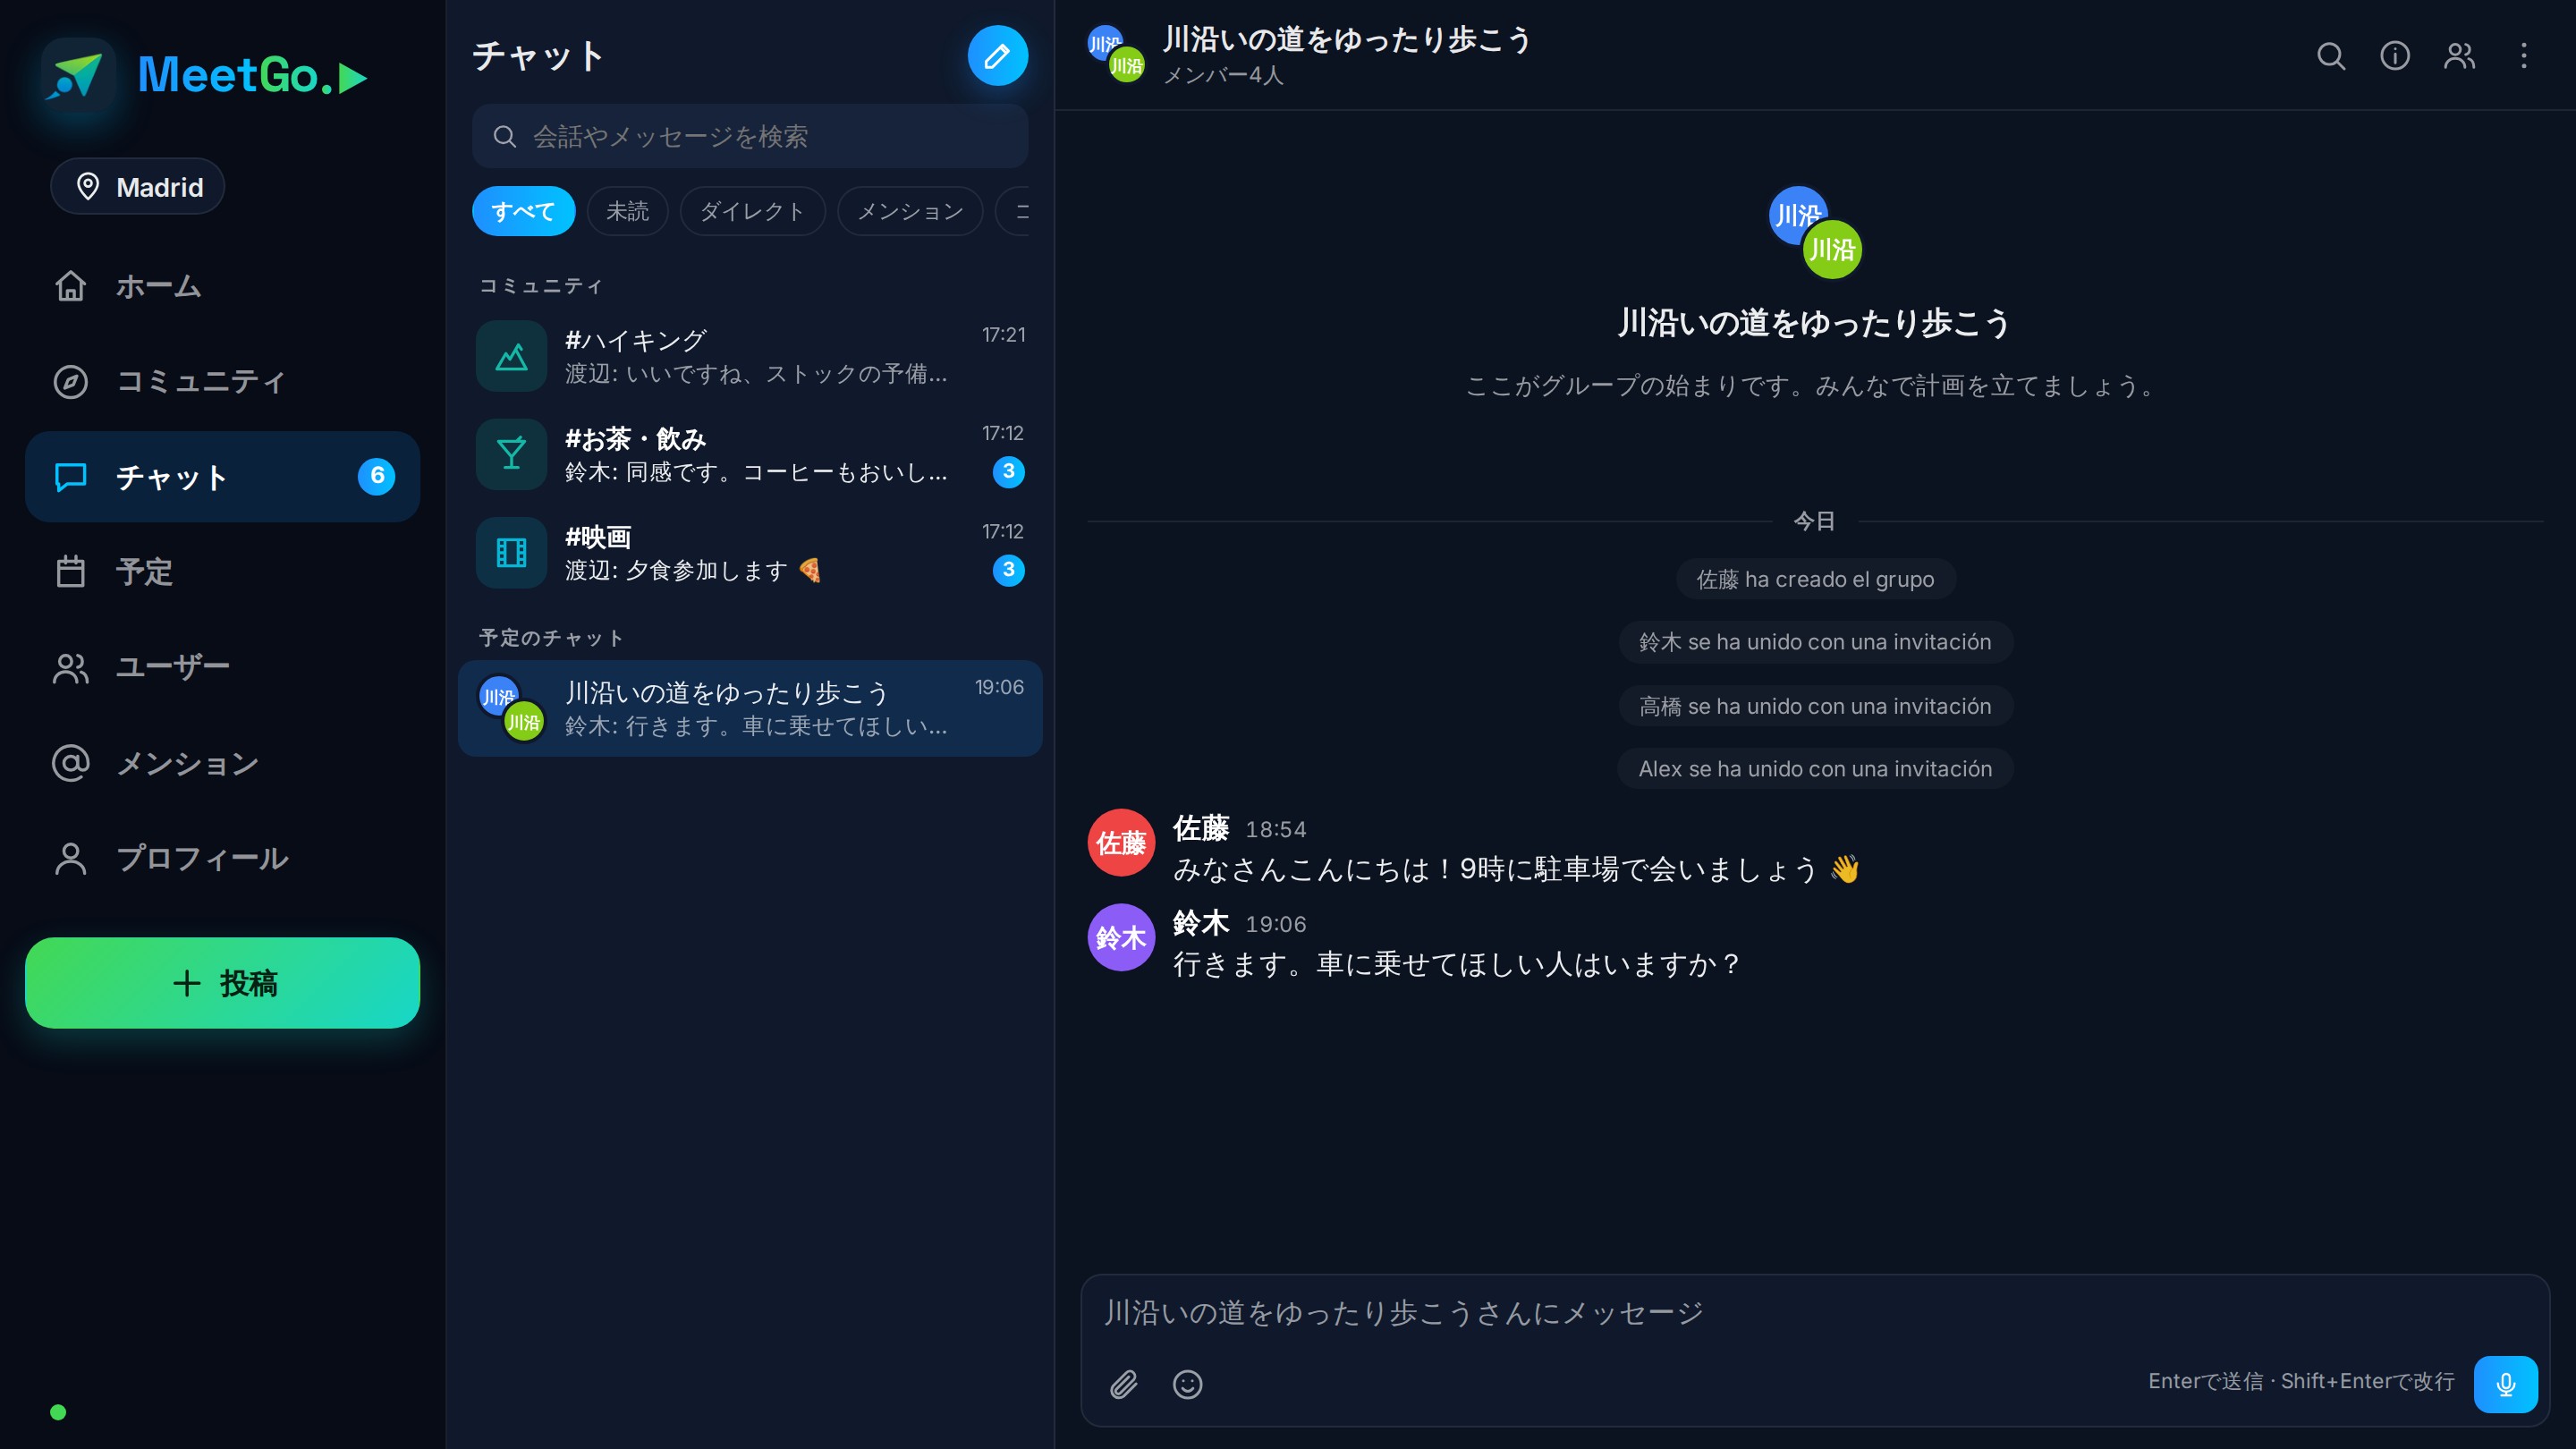 MeetGo.
Madrid
ホーム
コミュニティ
チャット
6
予定
ユーザー
メンション
プロフィール
投稿
チャット
会話やメッセージを検索
すべて
未読
ダイレクト
メンション
コミュニティ
#ハイキング
17:21
渡辺: いいですね、ストックの予備...
#お茶・飲み
17:12
鈴木: 同感です。コーヒーもおいし...
3
#映画
17:12
渡辺: 夕食参加します 🍕
3
予定のチャット
川沿
川沿
川沿いの道をゆったり歩こう
19:06
鈴木: 行きます。車に乗せてほしい...
川沿
川沿
川沿いの道をゆったり歩こう
メンバー4人
川沿
川沿
川沿いの道をゆったり歩こう
ここがグループの始まりです。みんなで計画を立てましょう。
今日
佐藤 ha creado el grupo
鈴木 se ha unido con una invitación
高橋 se ha unido con una invitación
Alex se ha unido con una invitación
佐藤
佐藤 18:54
みなさんこんにちは！9時に駐車場で会いましょう 👋
鈴木
鈴木 19:06
行きます。車に乗せてほしい人はいますか？
川沿いの道をゆったり歩こうさんにメッセージ
Enterで送信 · Shift+Enterで改行